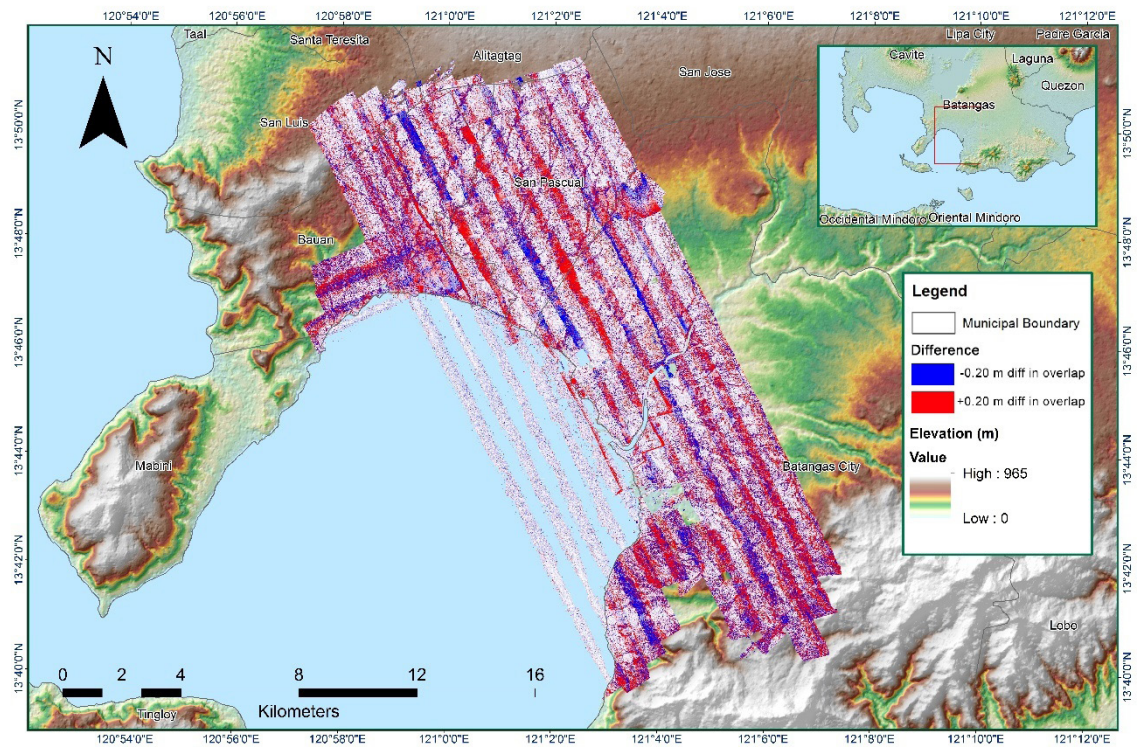 120°54'0"E 120°56'0"E 120°58'0"E 121°0'0"E 121°2'0"E 121°4'0"E 121°6'0"E 121°8'0"E 121°10'0"E 121°12'0"E
Taal
Santa Teresita
Alitagtag
San Jose
Lipa City
Padre Garcia
N
Cavite
Laguna
Quezon
Batangas
Occidental Mindoro
Oriental Mindoro
San Luis
San Pascual
Bauan
Mabini
Batangas City
Lobo
Tingloy
13°50'0"N
13°48'0"N
13°46'0"N
13°44'0"N
13°42'0"N
13°40'0"N
13°50'0"N
13°48'0"N
13°46'0"N
13°44'0"N
13°42'0"N
13°40'0"N
Legend
Municipal Boundary
Difference
-0.20 m diff in overlap
+0.20 m diff in overlap
Elevation (m)
Value
High : 965
Low : 0
0 2 4 8 12 16
Kilometers
120°54'0"E 120°56'0"E 120°58'0"E 121°0'0"E 121°2'0"E 121°4'0"E 121°6'0"E 121°8'0"E 121°10'0"E 121°12'0"E